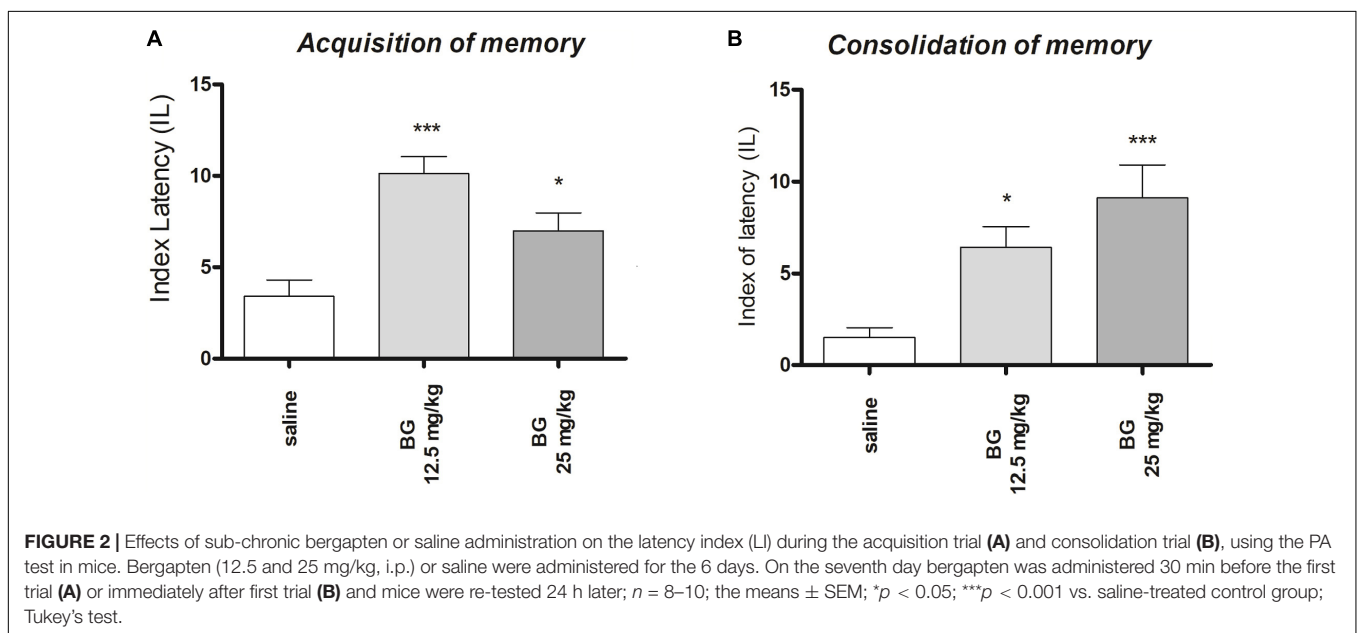 A
Acquisition of memory
Index Latency (IL)
15
10
5
0
***
*
saline
BG
12.5 mg/kg
BG
25 mg/kg
B
Consolidation of memory
Index of latency (IL)
15
10
5
0
*
***
saline
BG
12.5 mg/kg
BG
25 mg/kg
FIGURE 2 | Effects of sub-chronic bergapten or saline administration on the latency index (LI) during the acquisition trial (A) and consolidation trial (B), using the PA
test in mice. Bergapten (12.5 and 25 mg/kg, i.p.) or saline were administered for the 6 days. On the seventh day bergapten was administered 30 min before the first
trial (A) or immediately after first trial (B) and mice were re-tested 24 h later; n = 8–10; the means ± SEM; *p < 0.05; ***p < 0.001 vs. saline-treated control group;
Tukey's test.